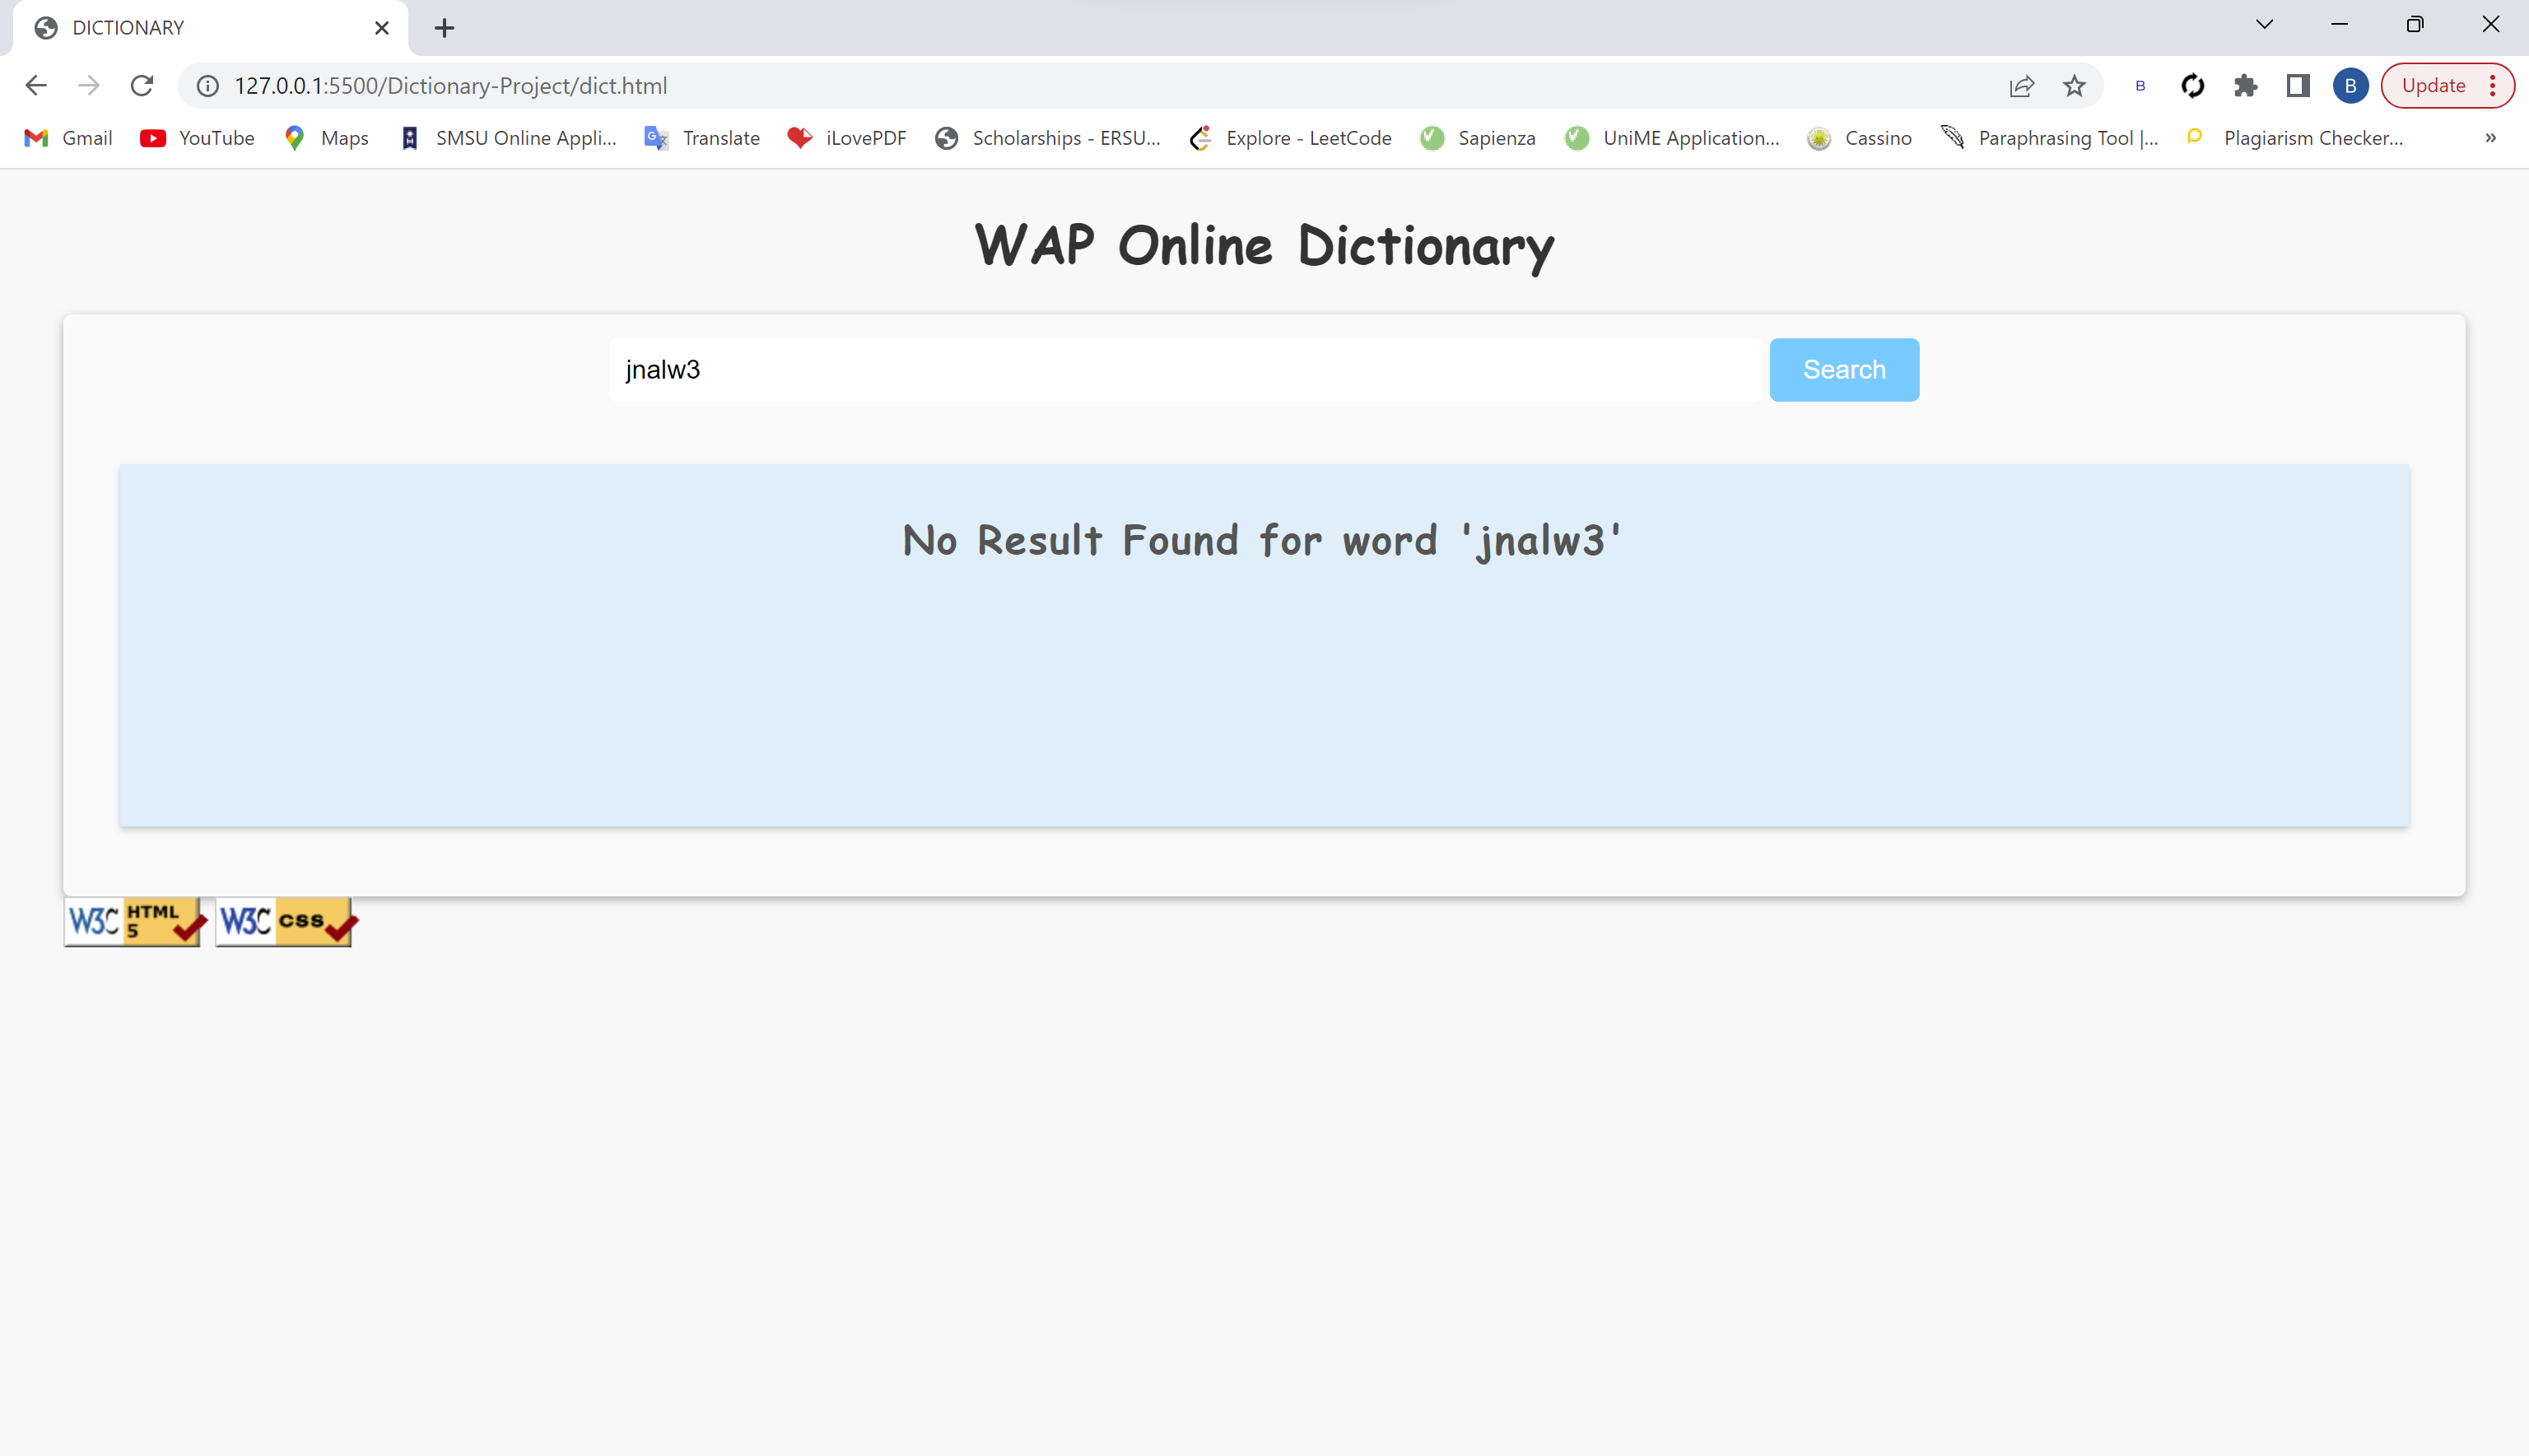 DICTIONARY
127.0.0.1:5500/Dictionary-Project/dict.html
B
B
Update
Gmail
YouTube
Maps
SMSU Online Appli...
Translate
iLovePDF
Scholarships - ERSU...
Explore - LeetCode
Sapienza
UniME Application...
Cassino
Paraphrasing Tool |...
Plagiarism Checker...
»
WAP Online Dictionary
jnalw3
Search
No Result Found for word 'jnalw3'
W3C HTML 5
W3C css